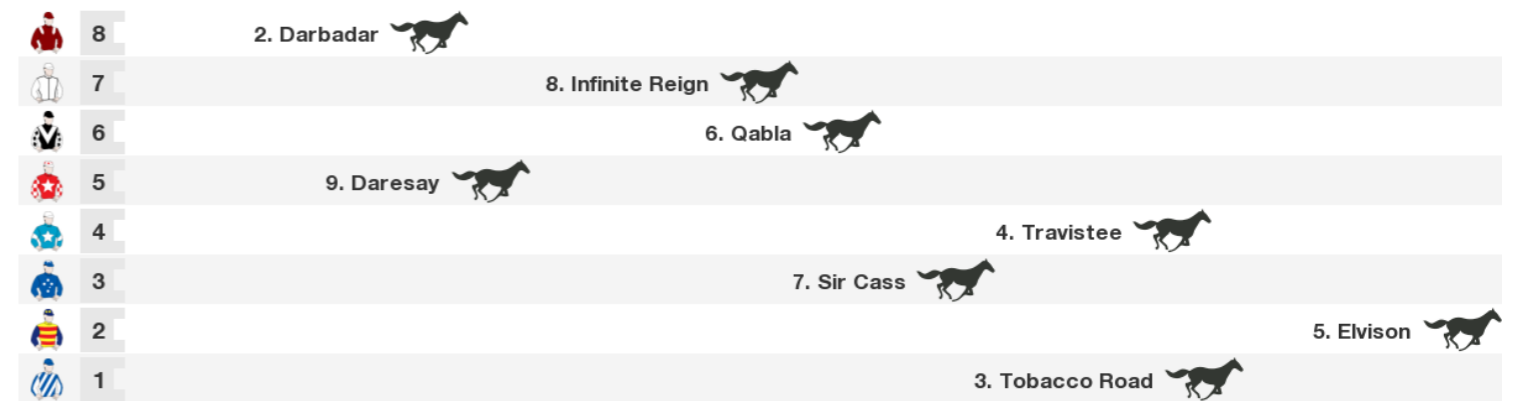 8 2. Darbadar
7 8. Infinite Reign
6 6. Qabla
5 9. Daresay
4 4. Travistee
3 7. Sir Cass
2 5. Elvison
1 3. Tobacco Road